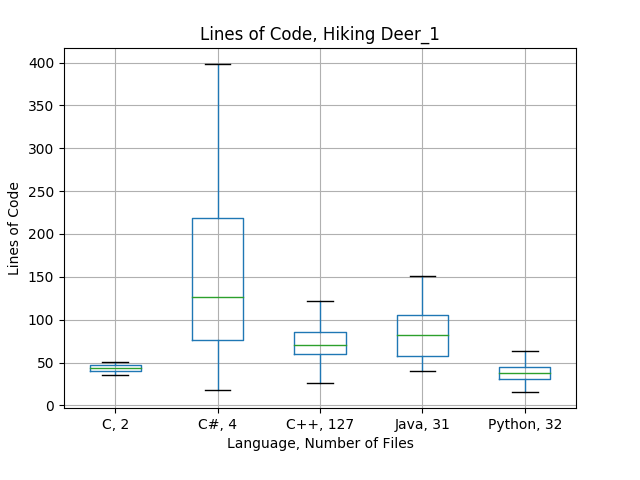 Lines of Code, Hiking Deer_1
Lines of Code
400
350
300
250
200
150
100
50
0
C, 2
C#, 4
C++, 127
Java, 31
Python, 32
Language, Number of Files